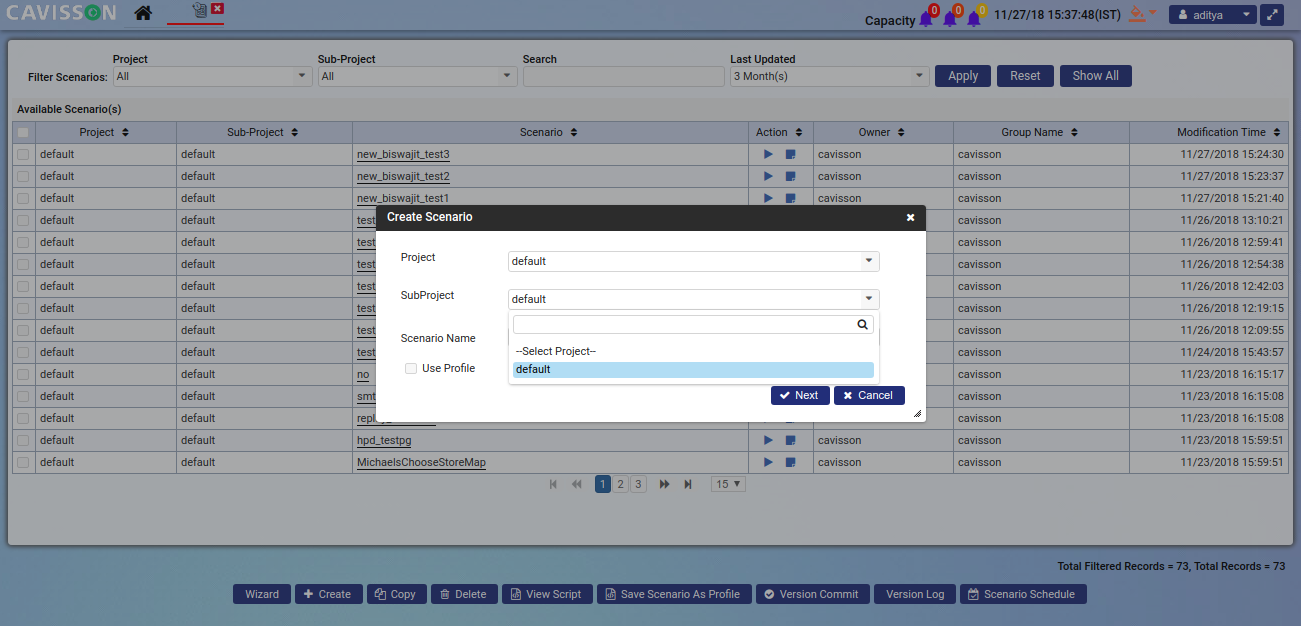 CAVISSON
Capacity 0 0 0 11/27/18 15:37:48(IST) aditya
Project Sub-Project Search Last Updated
Filter Scenarios: All All 3 Month(s) Apply Reset Show All
Available Scenario(s)
Project Sub-Project Scenario Action Owner Group Name Modification Time
default default new_biswajit_test3 cavisson cavisson 11/27/2018 15:24:30
default default new_biswajit_test2 cavisson cavisson 11/27/2018 15:23:37
default default new_biswajit_test1 cavisson cavisson 11/27/2018 15:21:40
default default test cavisson 11/26/2018 13:10:21
default default test cavisson 11/26/2018 12:59:41
default default test cavisson 11/26/2018 12:54:38
default default test cavisson 11/26/2018 12:42:03
default default test cavisson 11/26/2018 12:19:15
default default test cavisson 11/26/2018 12:09:55
default default test cavisson 11/24/2018 15:43:57
default default no cavisson 11/23/2018 16:15:17
default default smt cavisson 11/23/2018 16:15:08
default default cavisson 11/23/2018 16:15:08
default default hpd_testpg cavisson cavisson 11/23/2018 15:59:51
default default MichaelsChooseStoreMap cavisson cavisson 11/23/2018 15:59:51
Create Scenario
Project default
SubProject default
Scenario Name
--Select Project--
Use Profile default
Next Cancel
1 2 3 15
Total Filtered Records = 73, Total Records = 73
Wizard Create Copy Delete View Script Save Scenario As Profile Version Commit Version Log Scenario Schedule